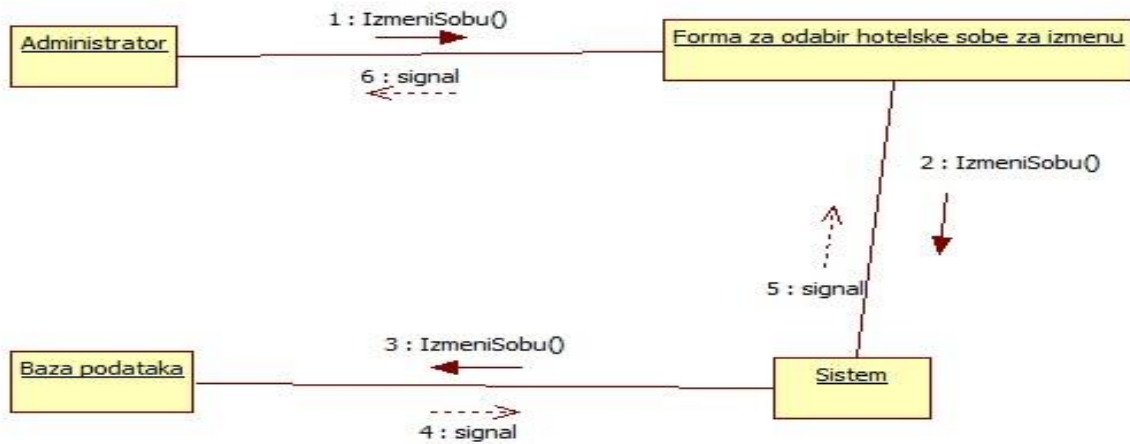 1 : IzmeniSobu()
Administrator
Forma za odabir hotelske sobe za izmenu
6 : signal
2 : IzmeniSobu()
5 : signal
3 : IzmeniSobu()
Baza podataka
Sistem
4 : signal